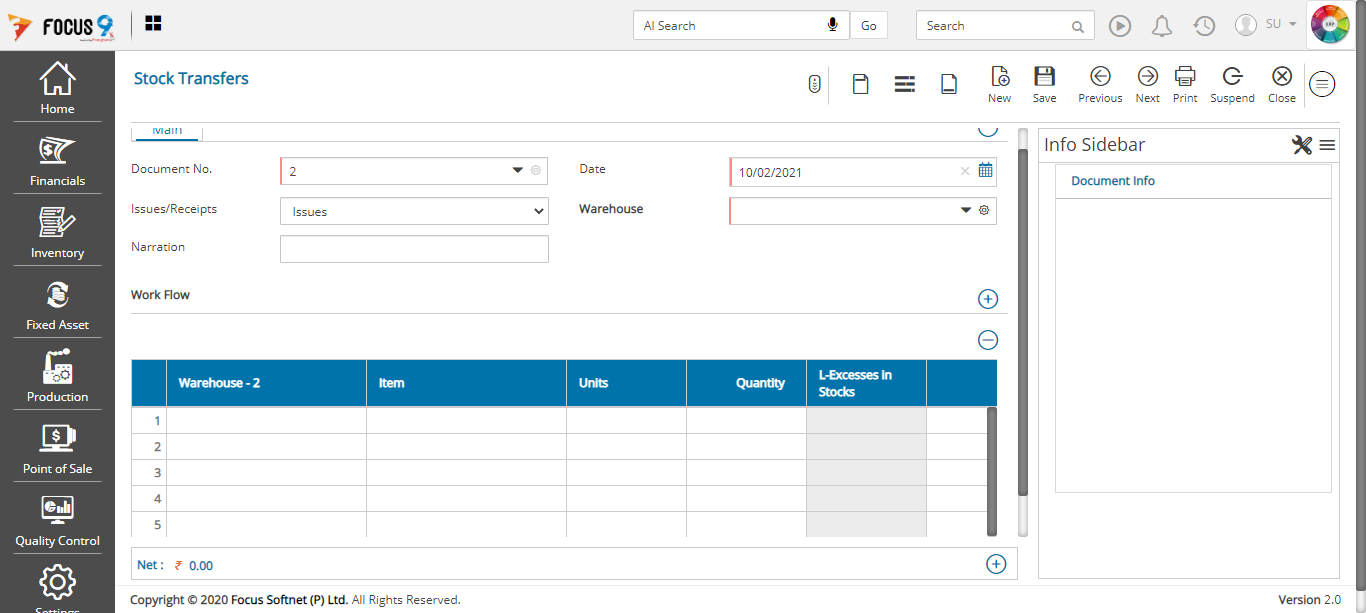 FOCUS 9
AI Search
Go
Search
SU
ERP
Home
Financials
Inventory
Fixed Asset
Production
Point of Sale
Quality Control
Settings
Stock Transfers
New
Save
Previous
Next
Print
Suspend
Close
Main
Document No.
2
Date
10/02/2021
Issues/Receipts
Issues
Warehouse
Narration
Work Flow
Warehouse - 2
Item
Units
Quantity
L-Excesses in
Stocks
1
2
3
4
5
Net : ₹ 0.00
Info Sidebar
Document Info
Copyright © 2020 Focus Softnet (P) Ltd. All Rights Reserved.
Version 2.0